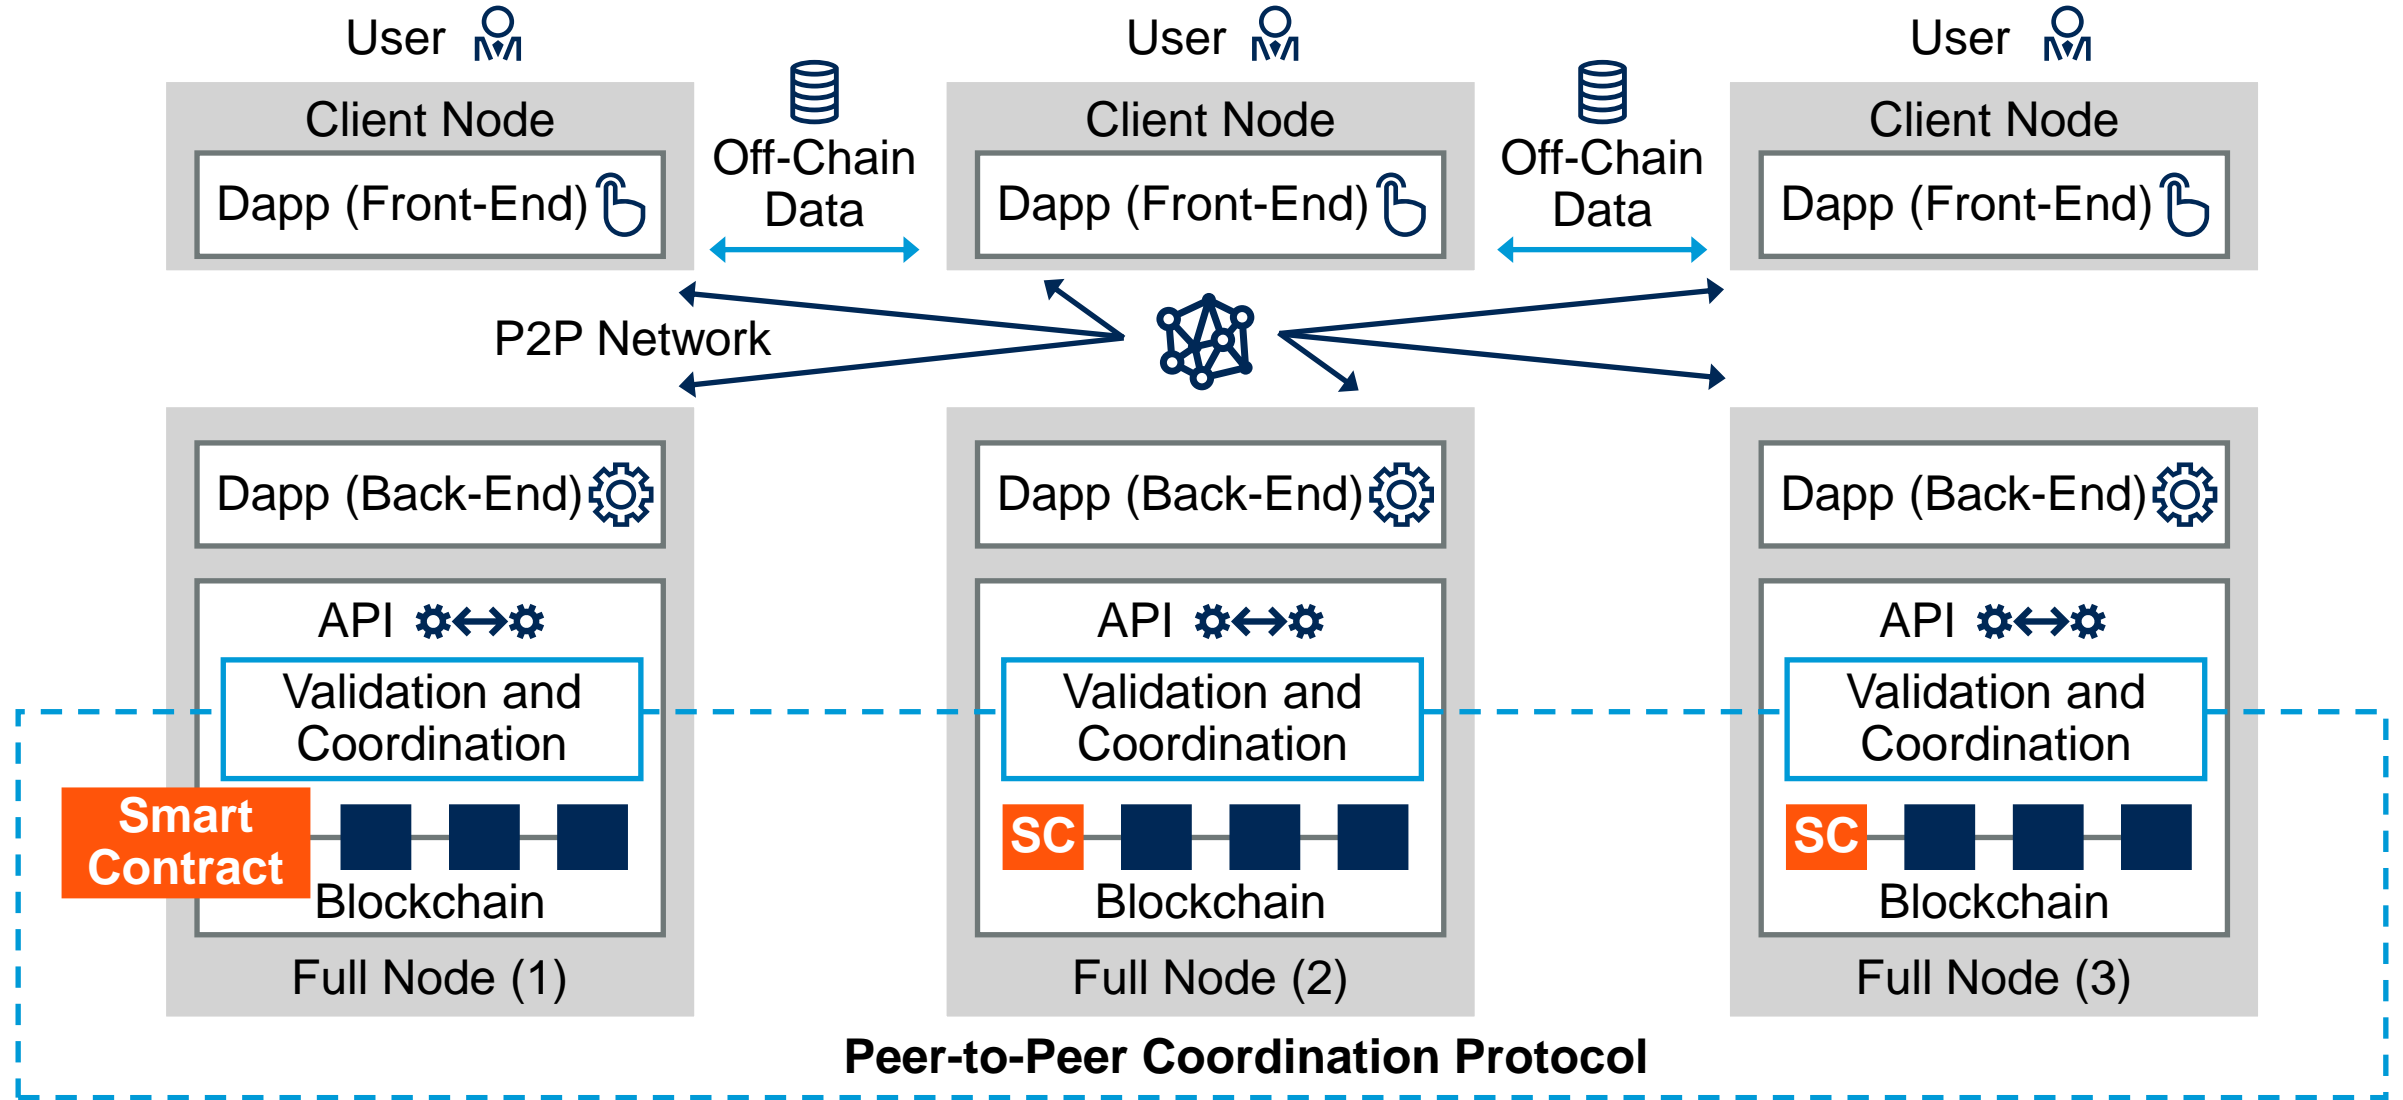 User
User
User
Client Node
Client Node
Client Node
Off-Chain
Data
Off-Chain
Data
Dapp (Front-End)
Dapp (Front-End)
Dapp (Front-End)
P2P Network
Dapp (Back-End)
Dapp (Back-End)
Dapp (Back-End)
API
API
API
Validation and
Coordination
Validation and
Coordination
Validation and
Coordination
Smart
Contract
SC
SC
Blockchain
Blockchain
Blockchain
Full Node (1)
Full Node (2)
Full Node (3)
Peer-to-Peer Coordination Protocol